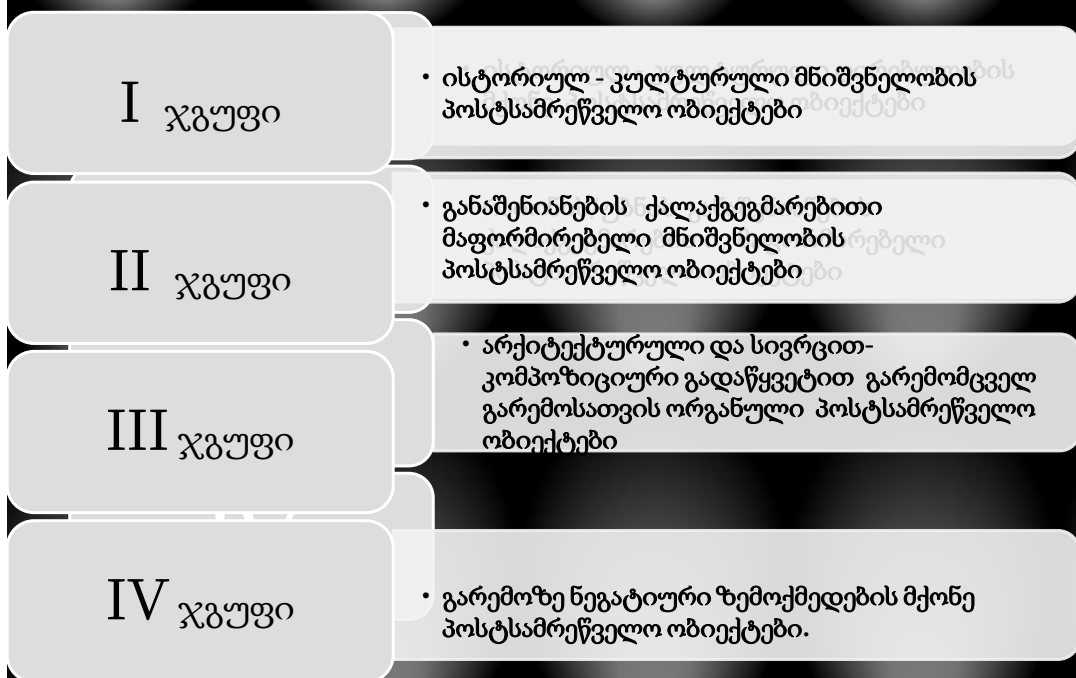 I ჯგუფი
• ისტორიულ - კულტურული მნიშვნელობის
პოსტსამრეწველო ობიექტები
II ჯგუფი
• განაშენიანების ქალაქგეგმარებითი
მაფორმირებელი მნიშვნელობის
პოსტსამრეწველო ობიექტები
III ჯგუფი
• არქიტექტურული და სივრცით-
კომპოზიციური გადაწყვეტით გარემომცველ
გარემოსათვის ორგანული პოსტსამრეწველო
ობიექტები
IV ჯგუფი
• გარემოზე ნეგატიური ზემოქმედების მქონე
პოსტსამრეწველო ობიექტები.